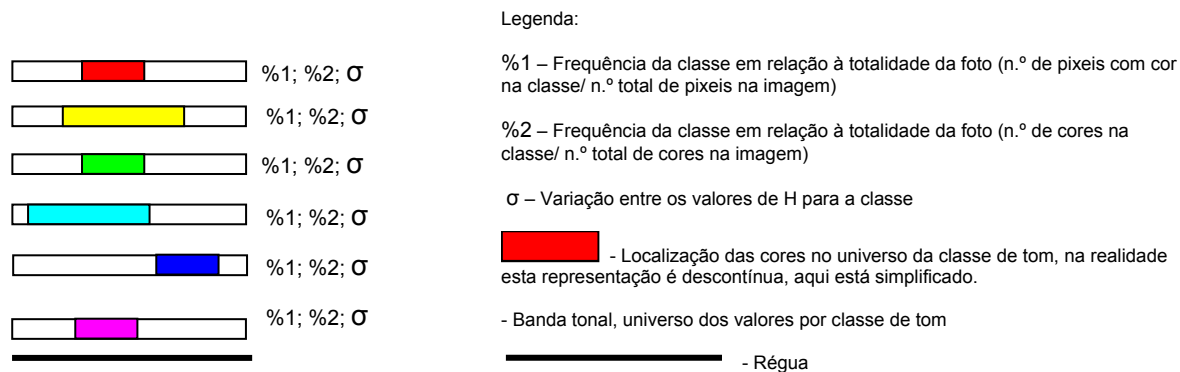 %1; %2; σ
%1; %2; σ
%1; %2; σ
%1; %2; σ
%1; %2; σ
%1; %2; σ
Legenda:
%1 – Frequência da classe em relação à totalidade da foto (n.º de pixeis com cor
na classe/ n.º total de pixeis na imagem)
%2 – Frequência da classe em relação à totalidade da foto (n.º de cores na
classe/ n.º total de cores na imagem)
σ – Variação entre os valores de H para a classe
- Localização das cores no universo da classe de tom, na realidade
esta representação é descontínua, aqui está simplificado.
- Banda tonal, universo dos valores por classe de tom
- Régua